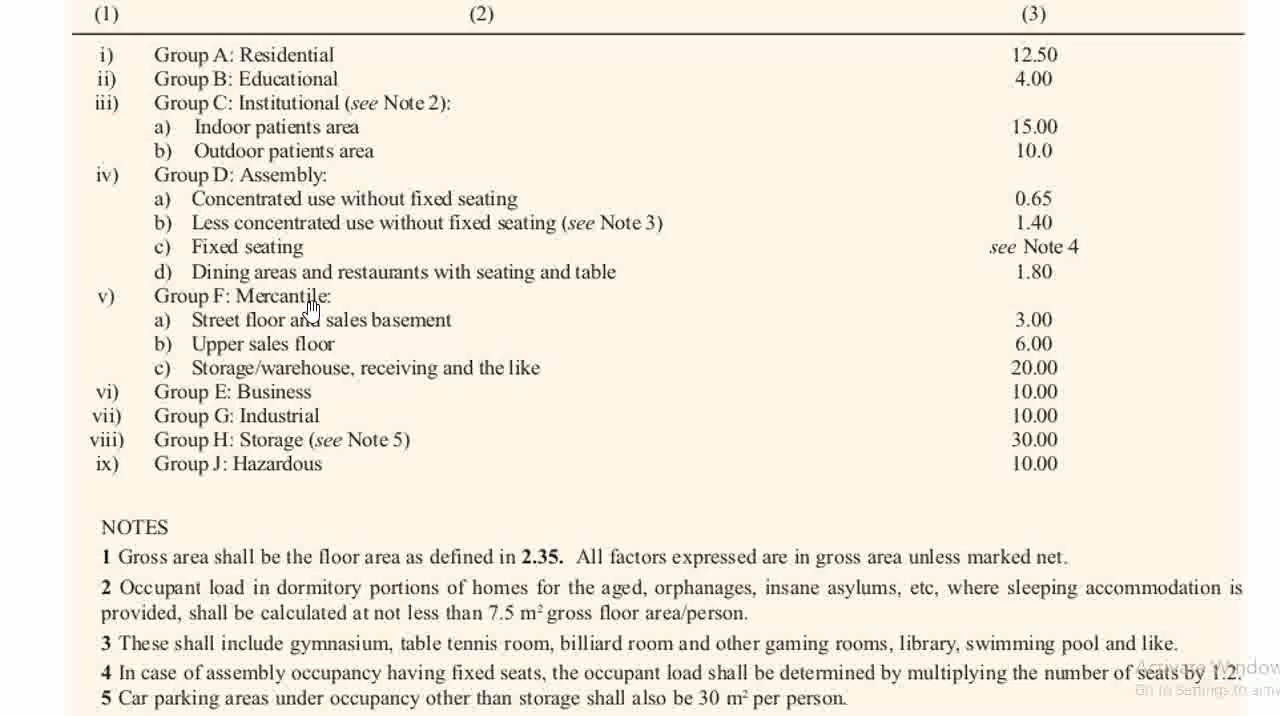 (1) (2) (3)
i) Group A: Residential 12.50
ii) Group B: Educational 4.00
iii) Group C: Institutional (see Note 2):
a) Indoor patients area 15.00
b) Outdoor patients area 10.0
iv) Group D: Assembly:
a) Concentrated use without fixed seating 0.65
b) Less concentrated use without fixed seating (see Note 3) 1.40
c) Fixed seating see Note 4
d) Dining areas and restaurants with seating and table 1.80
v) Group F: Mercantile:
a) Street floor and sales basement 3.00
b) Upper sales floor 6.00
c) Storage/warehouse, receiving and the like 20.00
vi) Group E: Business 10.00
vii) Group G: Industrial 10.00
viii) Group H: Storage (see Note 5) 30.00
ix) Group J: Hazardous 10.00
NOTES
1 Gross area shall be the floor area as defined in 2.35. All factors expressed are in gross area unless marked net.
2 Occupant load in dormitory portions of homes for the aged, orphanages, insane asylums, etc, where sleeping accommodation is
provided, shall be calculated at not less than 7.5 m² gross floor area/person.
3 These shall include gymnasium, table tennis room, billiard room and other gaming rooms, library, swimming pool and like.
4 In case of assembly occupancy having fixed seats, the occupant load shall be determined by multiplying the number of seats by 1.2.
Activate Window
5 Car parking areas under occupancy other than storage shall also be 30 m² per person.
Go to Settings to